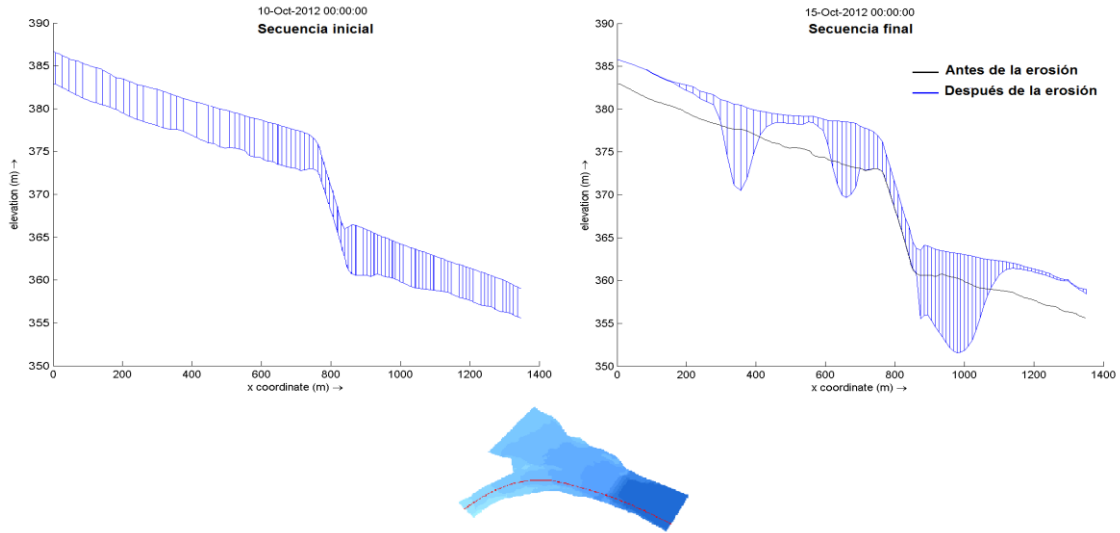 10-Oct-2012 00:00:00
Secuencia inicial
390
385
380
375
370
365
360
355
350
elevation (m) →
0 200 400 600 800 1000 1200 1400
x coordinate (m) →
15-Oct-2012 00:00:00
Secuencia final
Antes de la erosión
Después de la erosión
390
385
380
375
370
365
360
355
350
elevation (m) →
0 200 400 600 800 1000 1200 1400
x coordinate (m) →